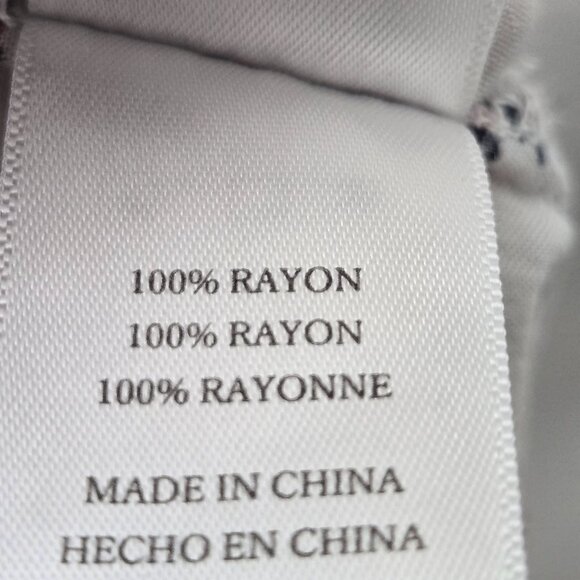 100% RAYON
100% RAYON
100% RAYONNE
MADE IN CHINA
HECHO EN CHINA